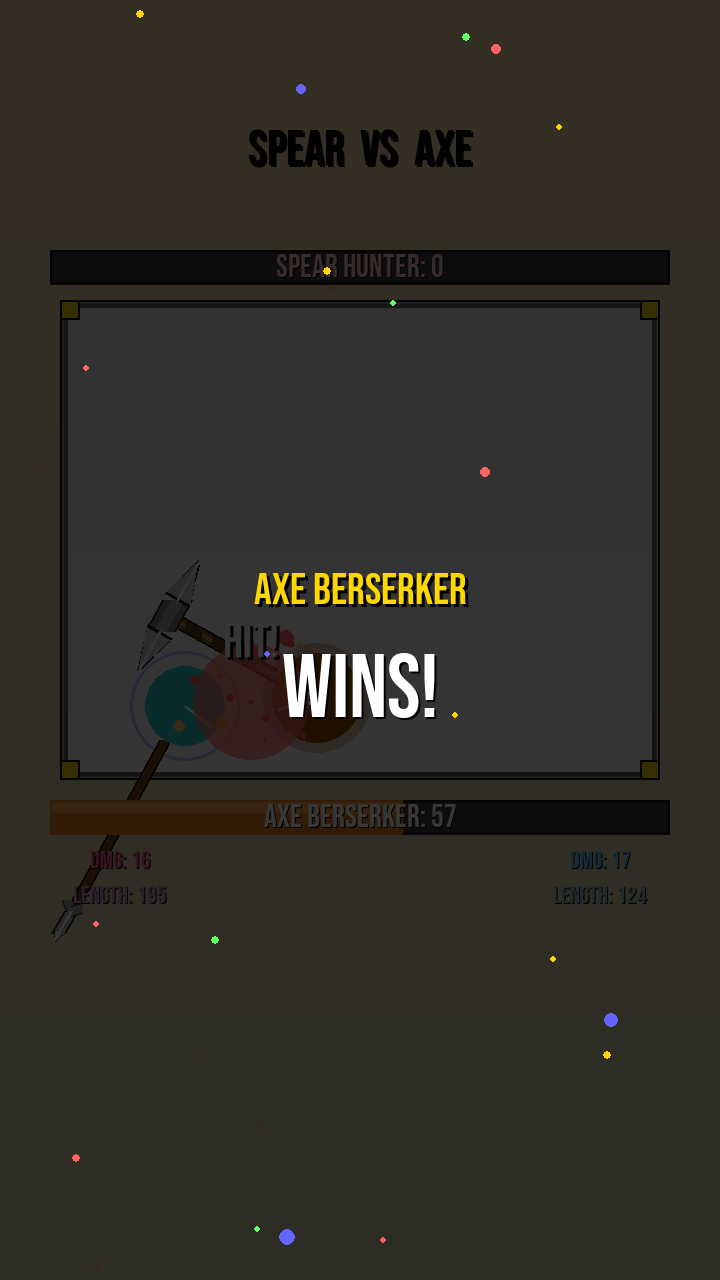 SPEAR VS AXE
SPEAR HUNTER: 0
AXE BERSERKER
HIT!
WINS!
AXE BERSERKER: 57
DMG: 16
DMG: 17
LENGTH: 195
LENGTH: 124